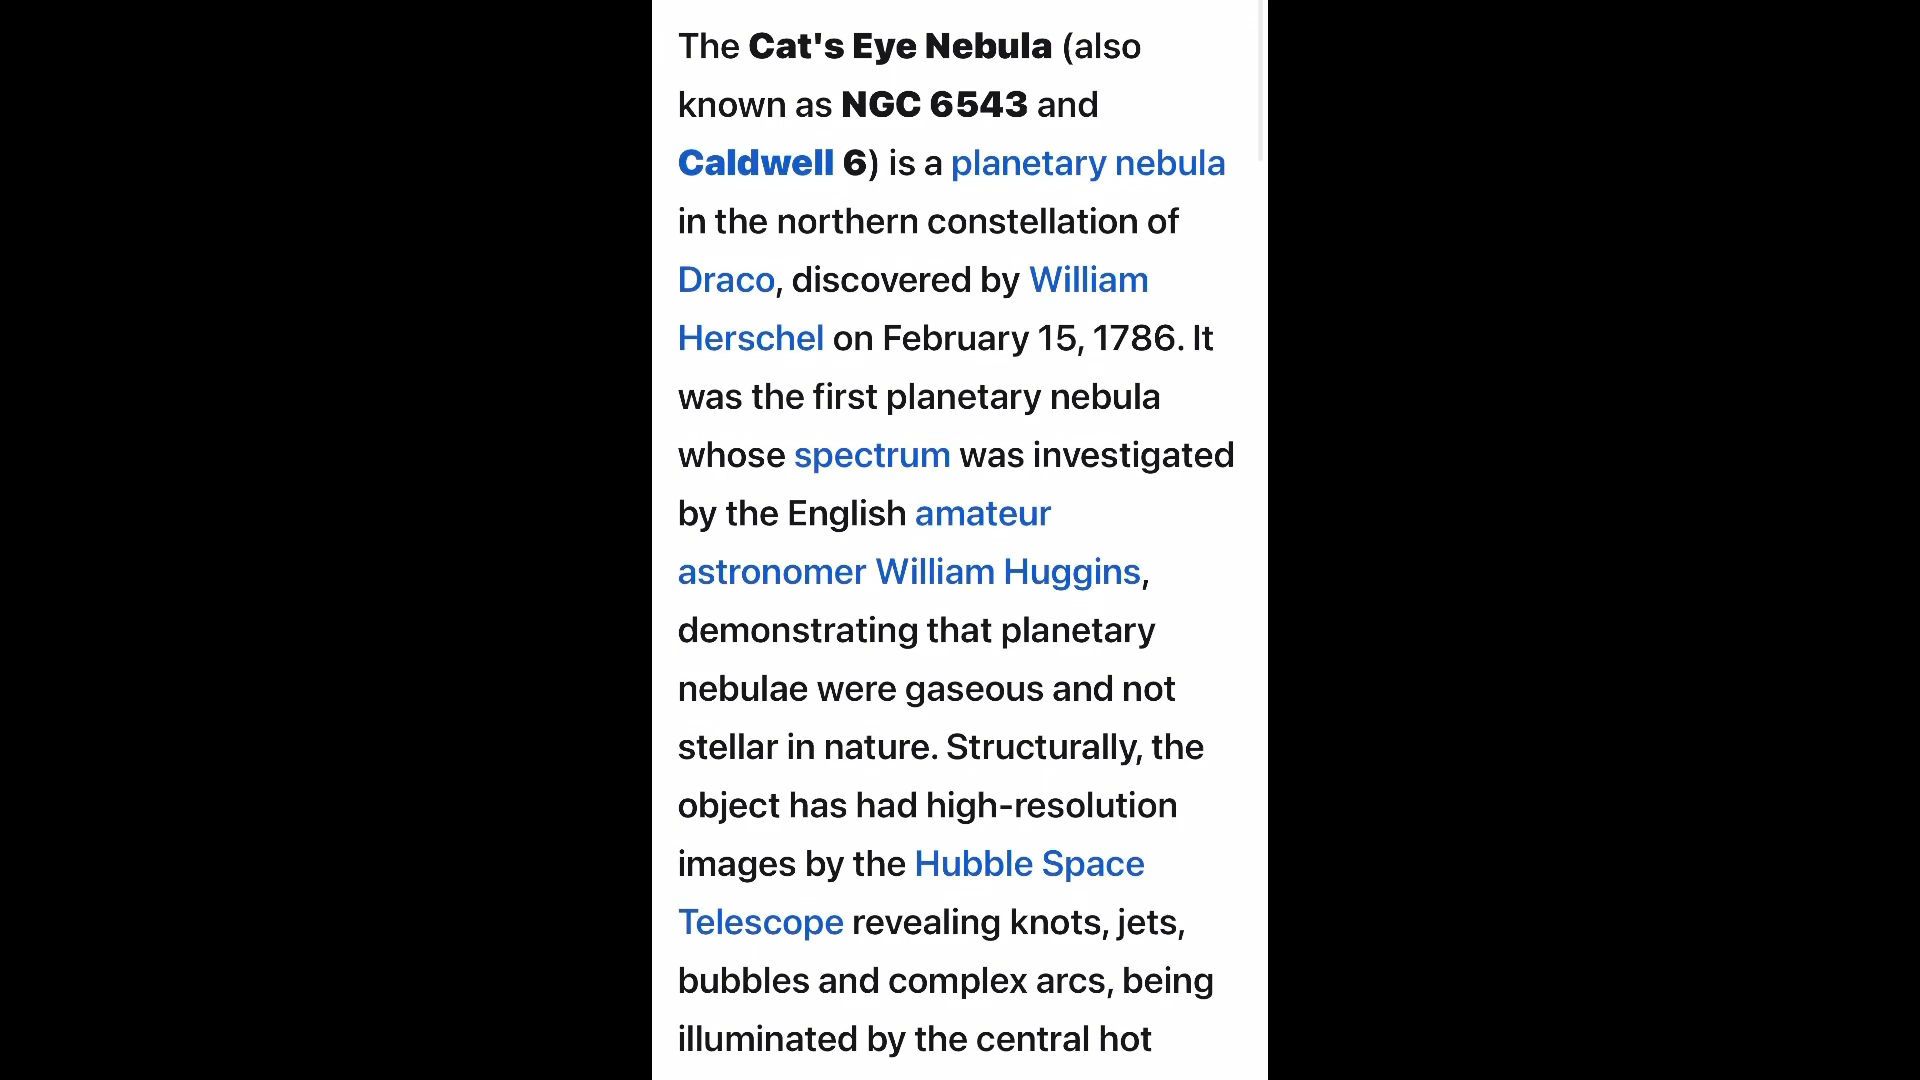 The Cat's Eye Nebula (also
known as NGC 6543 and
Caldwell 6) is a planetary nebula
in the northern constellation of
Draco, discovered by William
Herschel on February 15, 1786. It
was the first planetary nebula
whose spectrum was investigated
by the English amateur
astronomer William Huggins,
demonstrating that planetary
nebulae were gaseous and not
stellar in nature. Structurally, the
object has had high-resolution
images by the Hubble Space
Telescope revealing knots, jets,
bubbles and complex arcs, being
illuminated by the central hot